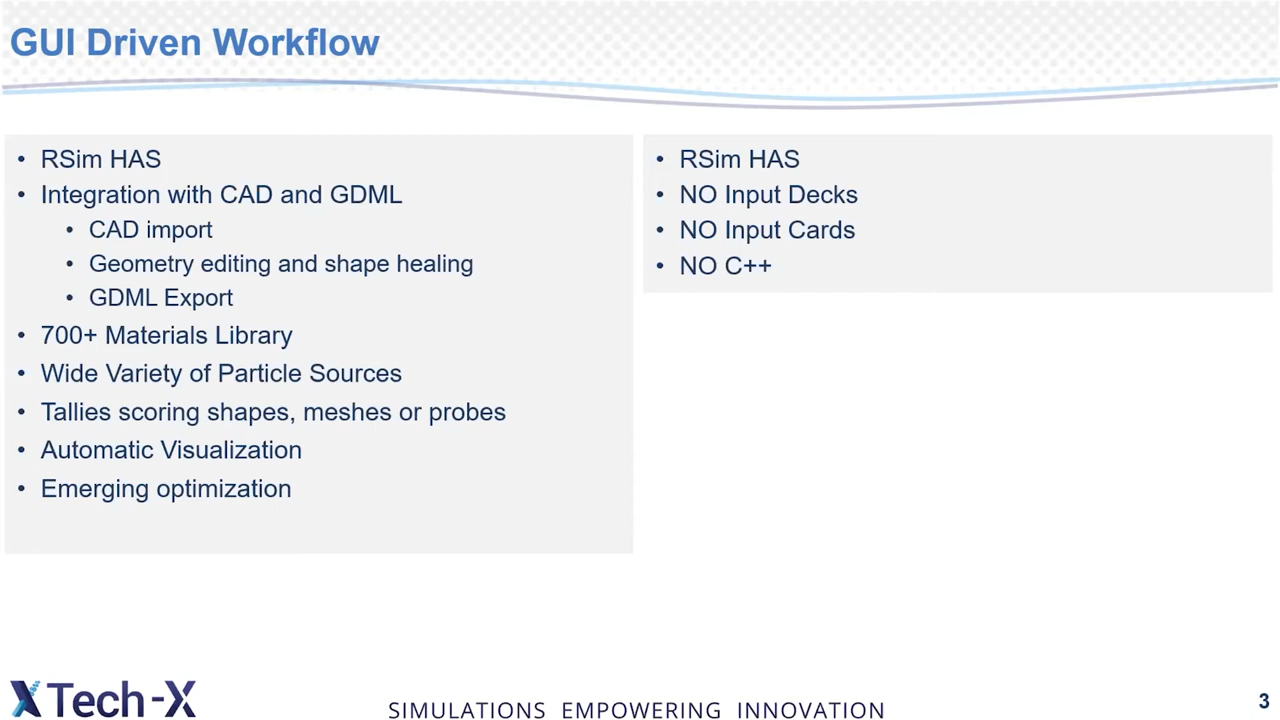 GUI Driven Workflow
• RSim HAS
• Integration with CAD and GDML
• CAD import
• Geometry editing and shape healing
• GDML Export
• 700+ Materials Library
• Wide Variety of Particle Sources
• Tallies scoring shapes, meshes or probes
• Automatic Visualization
• Emerging optimization
• RSim HAS
• NO Input Decks
• NO Input Cards
• NO C++
Tech-X
SIMULATIONS EMPOWERING INNOVATION
3